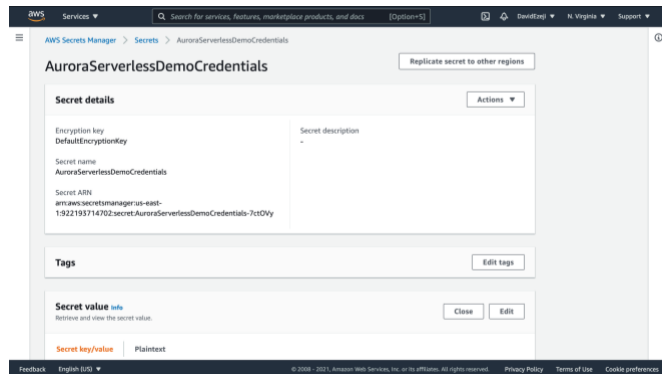 aws Services ▼ Search for services, features, marketplace products, and docs [Option+S] DavidEzeji ▼ N. Virginia ▼ Support ▼
AWS Secrets Manager > Secrets > AuroraServerlessDemoCredentials
AuroraServerlessDemoCredentials
Replicate secret to other regions
Secret details
Actions ▼
Encryption key
DefaultEncryptionKey
Secret description
-
Secret name
AuroraServerlessDemoCredentials
Secret ARN
arn:aws:secretsmanager:us-east-
1:922193714702:secret:AuroraServerlessDemoCredentials-7ctOVy
Tags
Edit tags
Secret value Info
Retrieve and view the secret value.
Close
Edit
Secret key/value
Plaintext
Feedback English (US) ▼ © 2008 - 2021, Amazon Web Services, Inc. or its affiliates. All rights reserved. Privacy Policy Terms of Use Cookie preferences